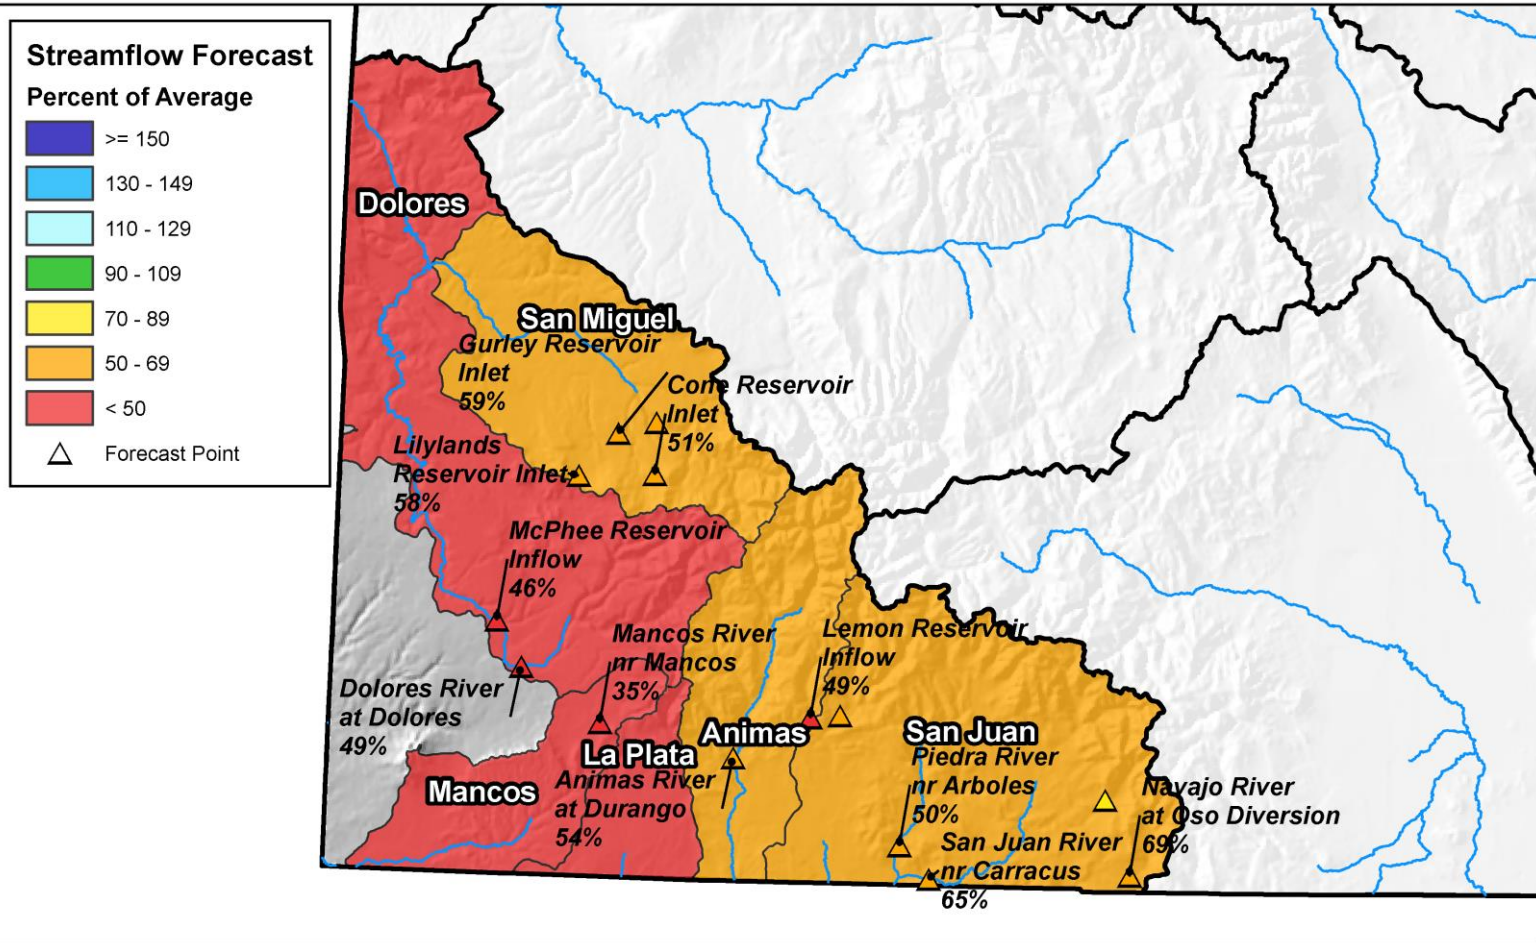 Streamflow Forecast
Percent of Average
>= 150
130 - 149
110 - 129
90 - 109
70 - 89
50 - 69
< 50
Forecast Point
Dolores
San Miguel
Gurley Reservoir
Inlet
59%
Cone Reservoir
Inlet
51%
Lilylands
Reservoir Inlet
58%
McPhee Reservoir
Inflow
46%
Mancos River
nr Mancos
35%
Lemon Reservoir
Inflow
49%
Dolores River
at Dolores
49%
Animas
San Juan
La Plata
Mancos
Animas River
at Durango
54%
Piedra River
nr Arboles
50%
Navajo River
at Oso Diversion
69%
San Juan River
nr Carracus
65%